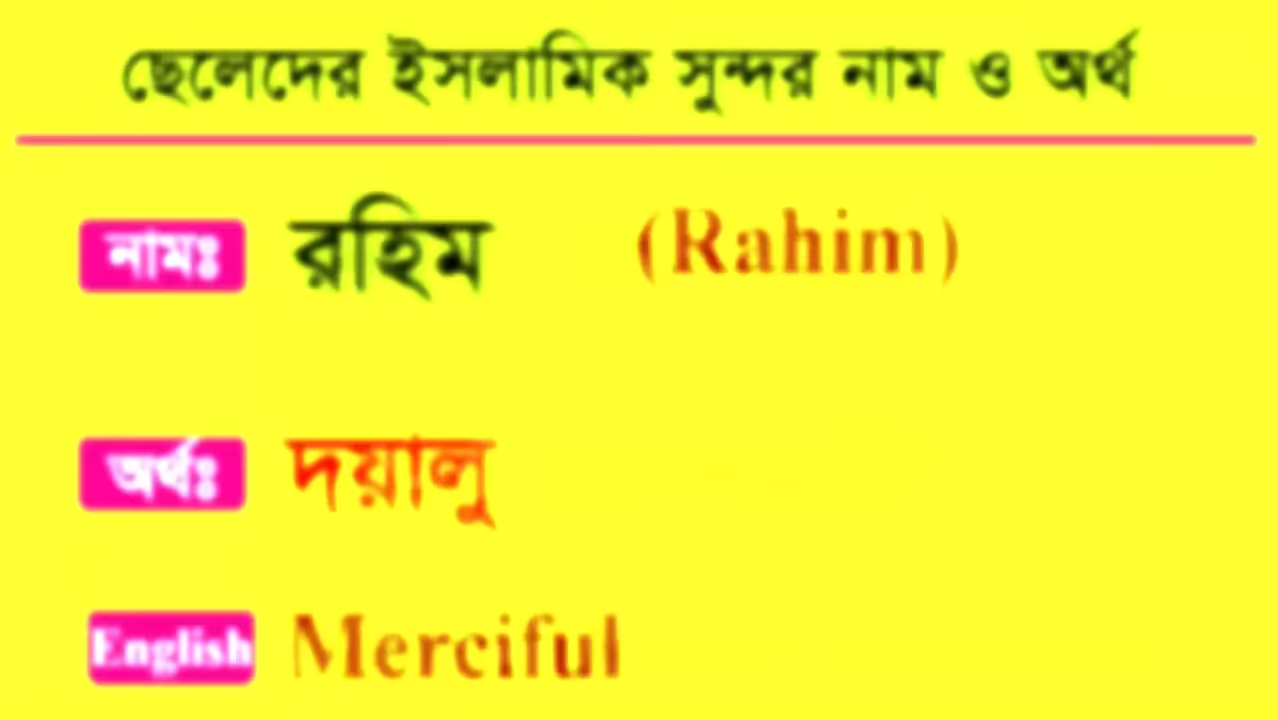 ছেলেদের ইসলামিক সুন্দর নাম ও অর্থ
নামঃ রহিম (Rahim)
অর্থঃ দয়ালু
English Merciful